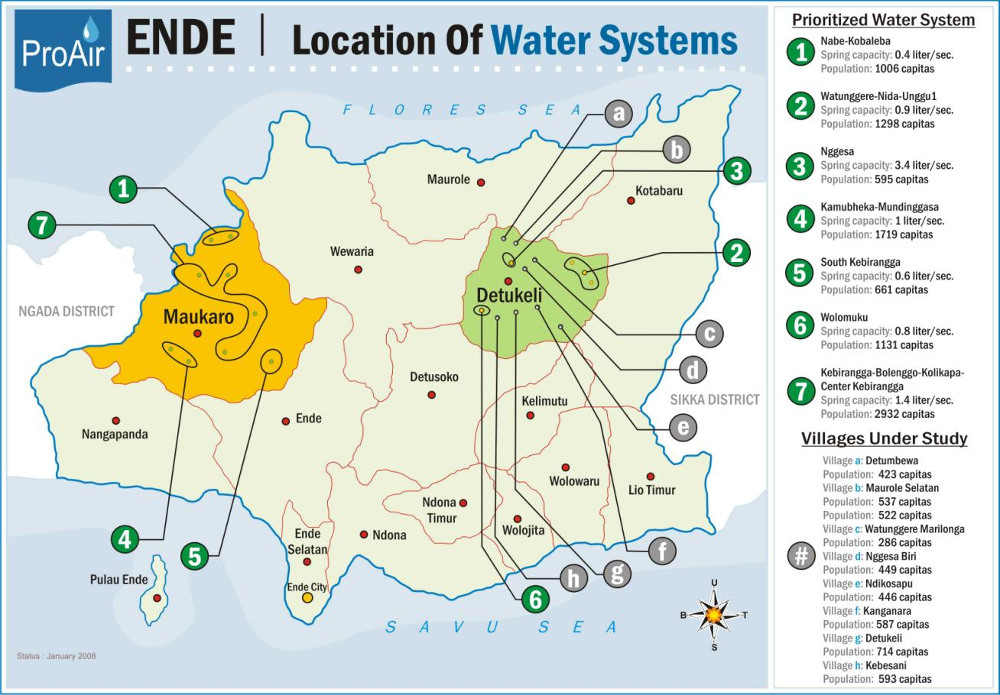 ProAir
ENDE | Location Of Water Systems
FLORES SEA
a
b
3
1
7
2
Maurole
Kotabaru
Wewaria
NGADA DISTRICT
Maukaro
Detukeli
c
d
SIKKA DISTRICT
Detusoko
Kelimutu
Ende
Nangapanda
e
Wolowaru
Lio Timur
Ndona
Timur
Wolojita
Ende
Selatan
Ndona
4
5
f
Pulau Ende
Ende City
h
g
6
U
B
T
S
SAVU SEA
Status : January 2008
Prioritized Water System
1
Nabe-Kobaleba
Spring capacity: 0.4 liter/sec.
Population: 1006 capitas
2
Watunggere-Nida-Unggu1
Spring capacity: 0.9 liter/sec.
Population: 1298 capitas
3
Nggesa
Spring capacity: 3.4 liter/sec.
Population: 595 capitas
4
Kamubheka-Mundinggasa
Spring capacity: 1 liter/sec.
Population: 1719 capitas
5
South Kebirangga
Spring capacity: 0.6 liter/sec.
Population: 661 capitas
6
Wolomuku
Spring capacity: 0.8 liter/sec.
Population: 1131 capitas
7
Kebirangga-Bolenggo-Kolikapa-
Center Kebirangga
Spring capacity: 1.4 liter/sec.
Population: 2932 capitas
Villages Under Study
#
Village a: Detumbewa
Population: 423 capitas
Village b: Maurole Selatan
Population: 537 capitas
522 capitas
Village c: Watunggere Marilonga
Population: 286 capitas
Village d: Nggesa Biri
Population: 449 capitas
Village e: Ndikosapu
Population: 446 capitas
Village f: Kanganara
Population: 587 capitas
Village g: Detukeli
Population: 714 capitas
Village h: Kebesani
Population: 593 capitas